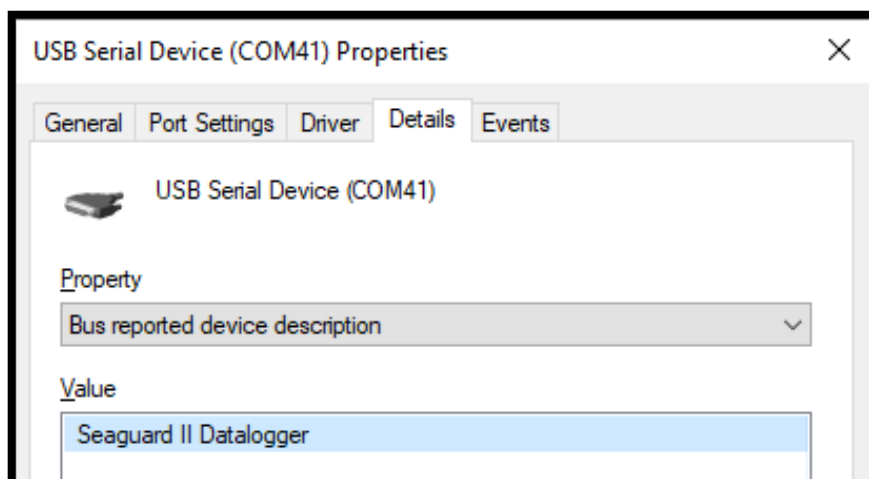 USB Serial Device (COM41) Properties
General Port Settings Driver Details Events
USB Serial Device (COM41)
Property
Bus reported device description
Value
Seaguard II Datalogger